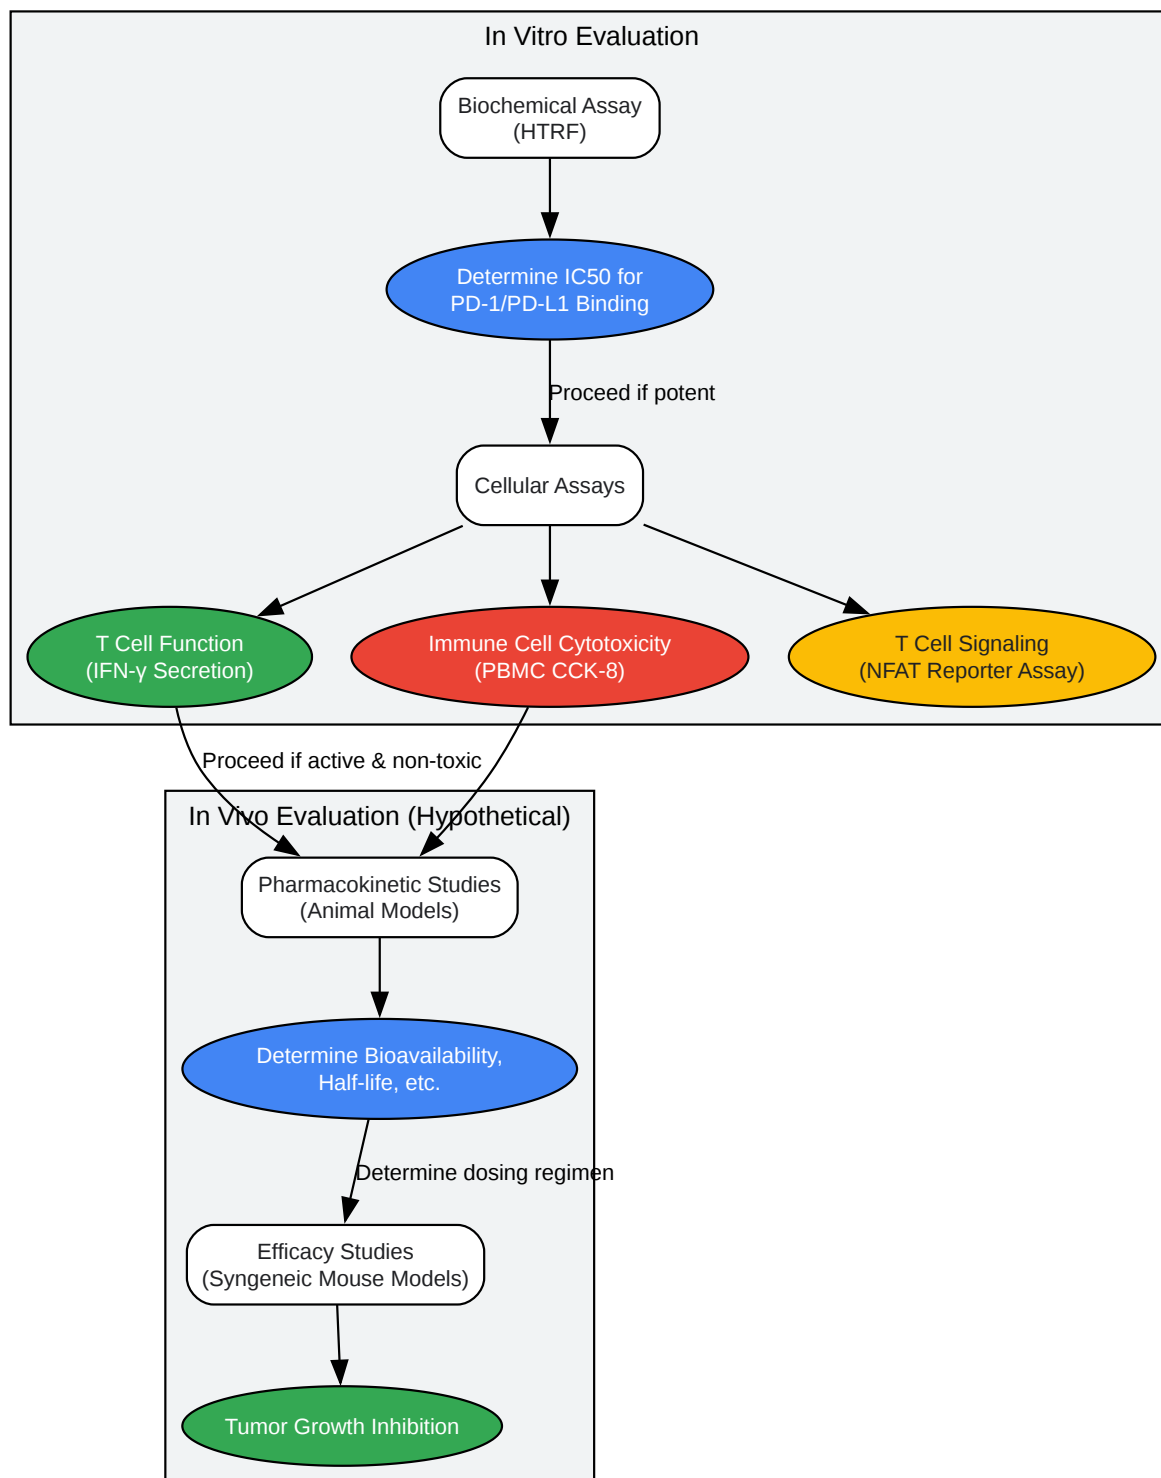 In Vitro Evaluation
Biochemical Assay
(HTRF)
Determine IC50 for
PD-1/PD-L1 Binding
Proceed if potent
Cellular Assays
T Cell Function
(IFN-γ Secretion)
Immune Cell Cytotoxicity
(PBMC CCK-8)
T Cell Signaling
(NFAT Reporter Assay)
Proceed if active & non-toxic
In Vivo Evaluation (Hypothetical)
Pharmacokinetic Studies
(Animal Models)
Determine Bioavailability,
Half-life, etc.
Determine dosing regimen
Efficacy Studies
(Syngeneic Mouse Models)
Tumor Growth Inhibition